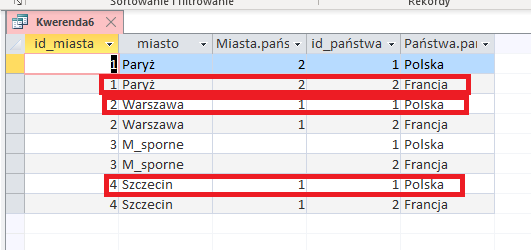 Sortowanie i filtrowanie Rekordy
Kwerenda6
id_miasta miasto Miasta.pańs id_państwa Państwa.pań
1 Paryż 2 1 Polska
1 Paryż 2 2 Francja
2 Warszawa 1 1 Polska
2 Warszawa 1 2 Francja
3 M_sporne 1 Polska
3 M_sporne 2 Francja
4 Szczecin 1 1 Polska
4 Szczecin 1 2 Francja